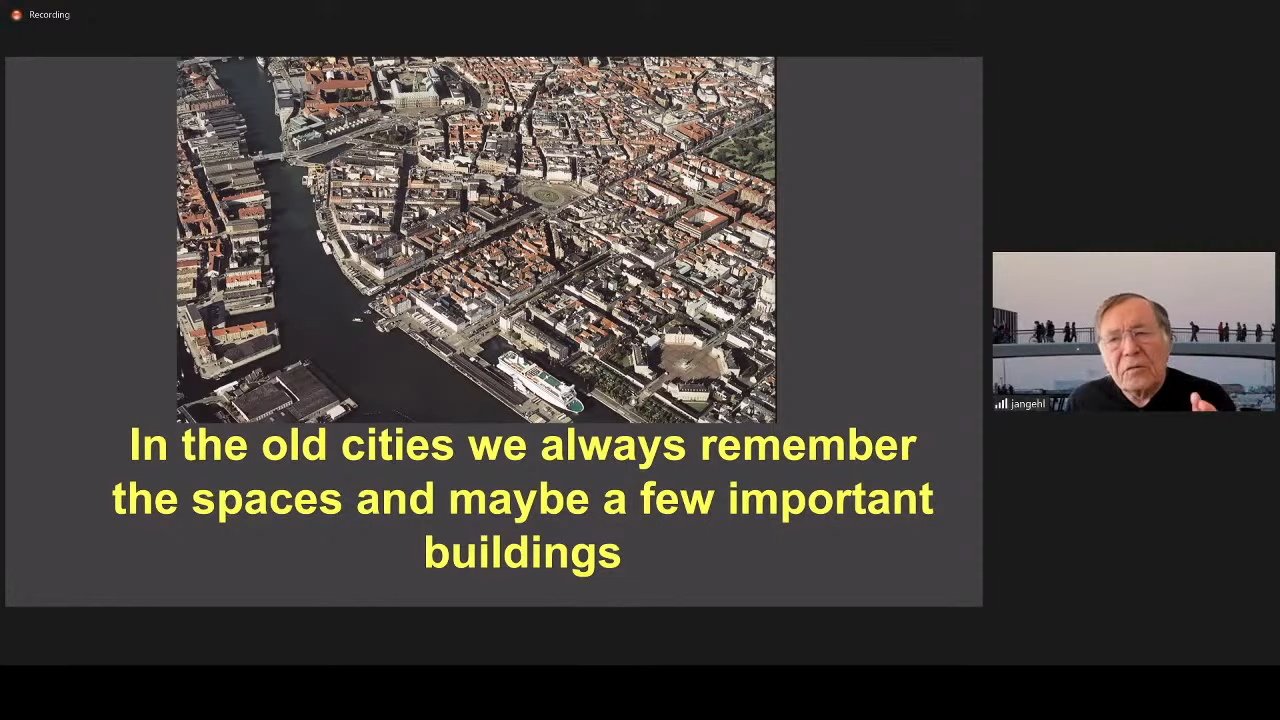 Recording
In the old cities we always remember
the spaces and maybe a few important
buildings
jangehl